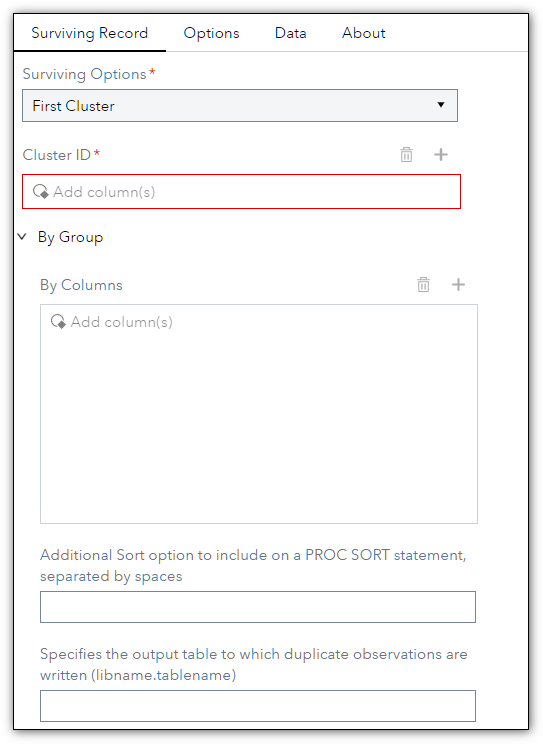 Surviving Record Options Data About
Surviving Options*
First Cluster
Cluster ID*
Add column(s)
By Group
By Columns
Add column(s)
Additional Sort option to include on a PROC SORT statement,
separated by spaces
Specifies the output table to which duplicate observations are
written (libname.tablename)